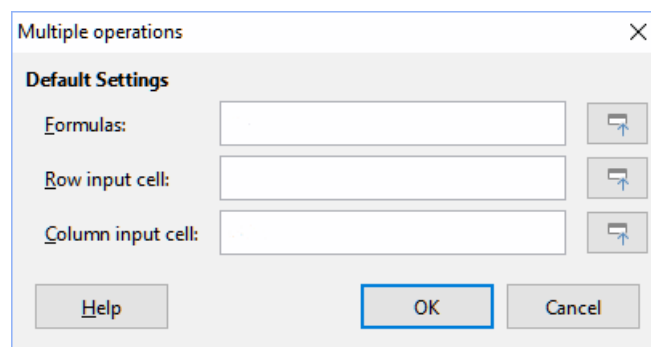 Multiple operations
Default Settings
Formulas:
Row input cell:
Column input cell:
Help OK Cancel